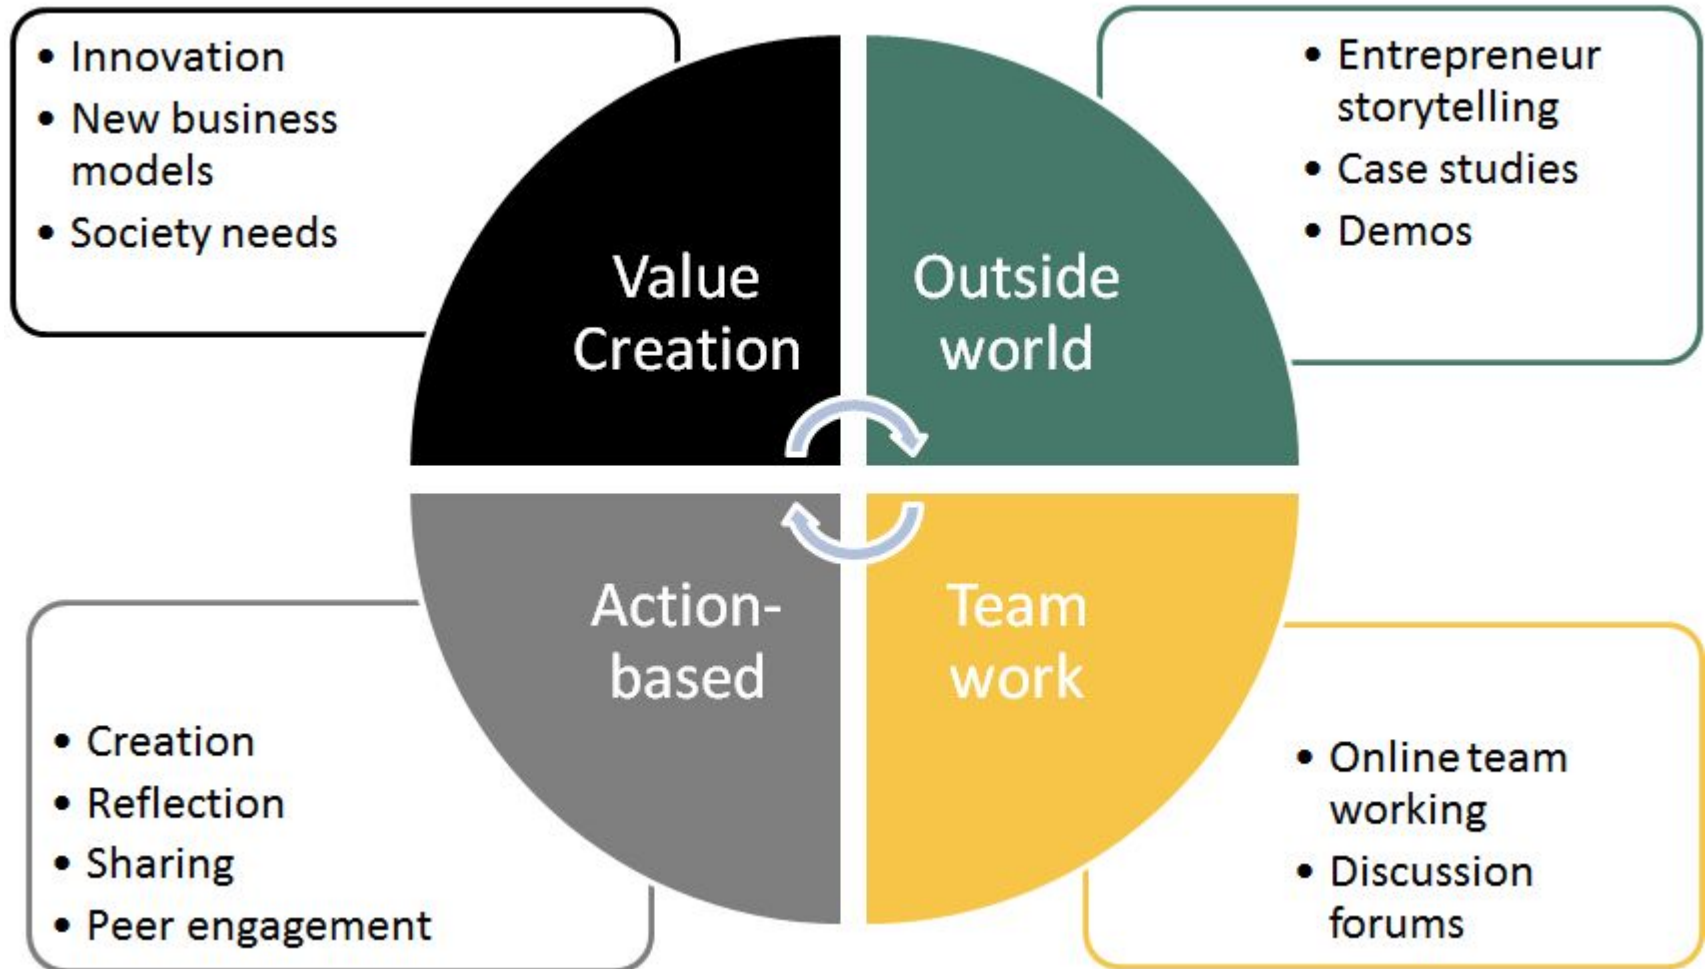 • Innovation
• New business
models
• Society needs
• Entrepreneur
storytelling
• Case studies
• Demos
Value
Creation
Outside
world
Action-
based
Team
work
• Creation
• Reflection
• Sharing
• Peer engagement
• Online team
working
• Discussion
forums